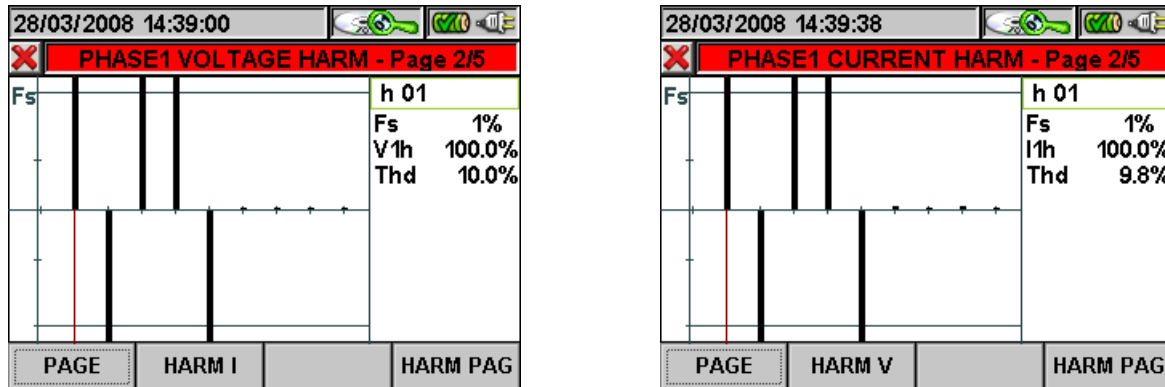 28/03/2008 14:39:00
PHASE1 VOLTAGE HARM - Page 2/5
Fs
h 01
Fs 1%
V1h 100.0%
Thd 10.0%
PAGE HARM I HARM PAG
28/03/2008 14:39:38
PHASE1 CURRENT HARM - Page 2/5
Fs
h 01
Fs 1%
I1h 100.0%
Thd 9.8%
PAGE HARM V HARM PAG